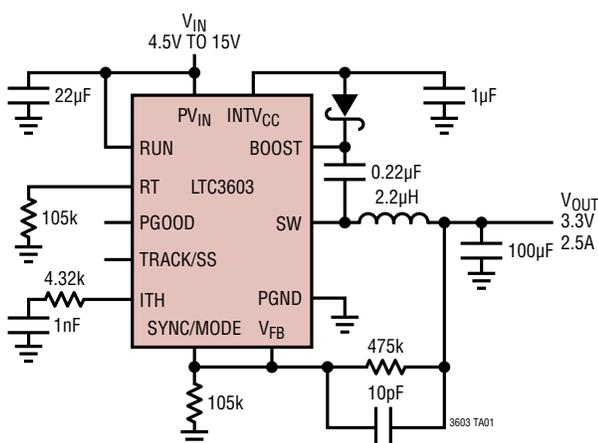 VIN
4.5V TO 15V
22µF
PVIN
INTVCC
1µF
RUN
BOOST
0.22µF
RT
LTC3603
2.2µH
105k
PGOOD
SW
VOUT
3.3V
2.5A
100µF
TRACK/SS
4.32k
ITH
PGND
1nF
SYNC/MODE
VFB
475k
105k
10pF
3603 TA01